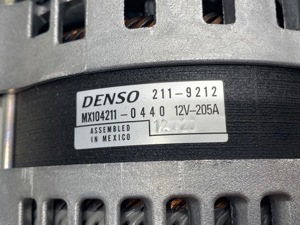 DENSO 211-9212
MX104211-0440 12V-205A
ASSEMBLED
IN MEXICO